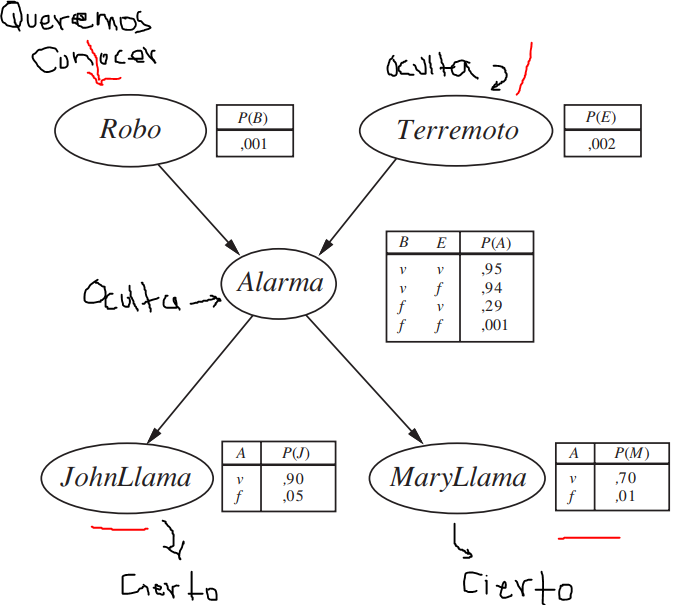 Queremos
Conocer
oculta
Robo
P(B)
,001
Terremoto
P(E)
,002
Alarma
Oculta
B E P(A)
v v ,95
v f ,94
f v ,29
f f ,001
JohnLlama
A P(J)
v ,90
f ,05
MaryLlama
A P(M)
v ,70
f ,01
Cierto
Cierto